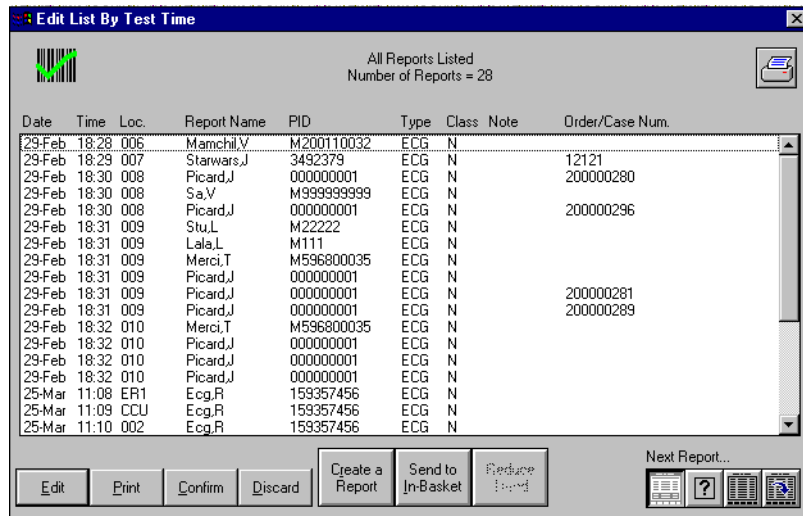 Edit List By Test Time
All Reports Listed
Number of Reports = 28
Date Time Loc. Report Name PID Type Class Note Order/Case Num.
29-Feb 18:28 006 Mamchil,V M200110032 ECG N
29-Feb 18:29 007 Starwars,J 3492379 ECG N 12121
29-Feb 18:30 008 Picard,J 000000001 ECG N 200000280
29-Feb 18:30 008 Sa,V M999999999 ECG N
29-Feb 18:30 008 Picard,J 000000001 ECG N 200000296
29-Feb 18:31 009 Stu,L M22222 ECG N
29-Feb 18:31 009 Lala,L M111 ECG N
29-Feb 18:31 009 Merci,T M596800035 ECG N
29-Feb 18:31 009 Picard,J 000000001 ECG N
29-Feb 18:31 009 Picard,J 000000001 ECG N 200000281
29-Feb 18:31 009 Picard,J 000000001 ECG N 200000289
29-Feb 18:32 010 Merci,T M596800035 ECG N
29-Feb 18:32 010 Picard,J 000000001 ECG N
29-Feb 18:32 010 Picard,J 000000001 ECG N
29-Feb 18:32 010 Picard,J 000000001 ECG N
25-Mar 11:08 ER1 Ecg,R 159357456 ECG N
25-Mar 11:09 CCU Ecg,R 159357456 ECG N
25-Mar 11:10 002 Ecg,R 159357456 ECG N
Next Report...
Edit Print Confirm Discard
Create a
Report
Send to
In-Basket
Reduce
?